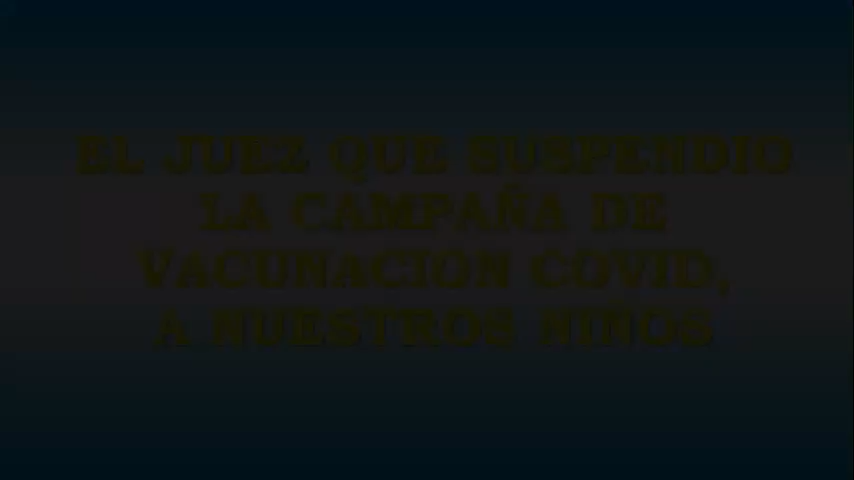 EL JUEZ QUE SUSPENDIO
LA CAMPAÑA DE
VACUNACION COVID,
A NUESTROS NIÑOS